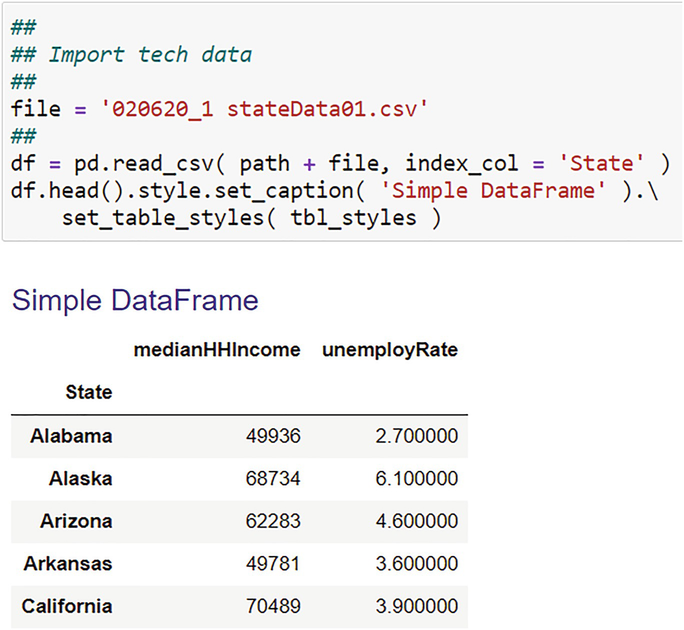 ##
## Import tech data
##
file = '020620_1 stateData01.csv'
##
df = pd.read_csv( path + file, index_col = 'State' )
df.head().style.set_caption( 'Simple DataFrame' ).\
    set_table_styles( tbl_styles )
Simple DataFrame
medianHHIncome unemployRate
State
Alabama 49936 2.700000
Alaska 68734 6.100000
Arizona 62283 4.600000
Arkansas 49781 3.600000
California 70489 3.900000